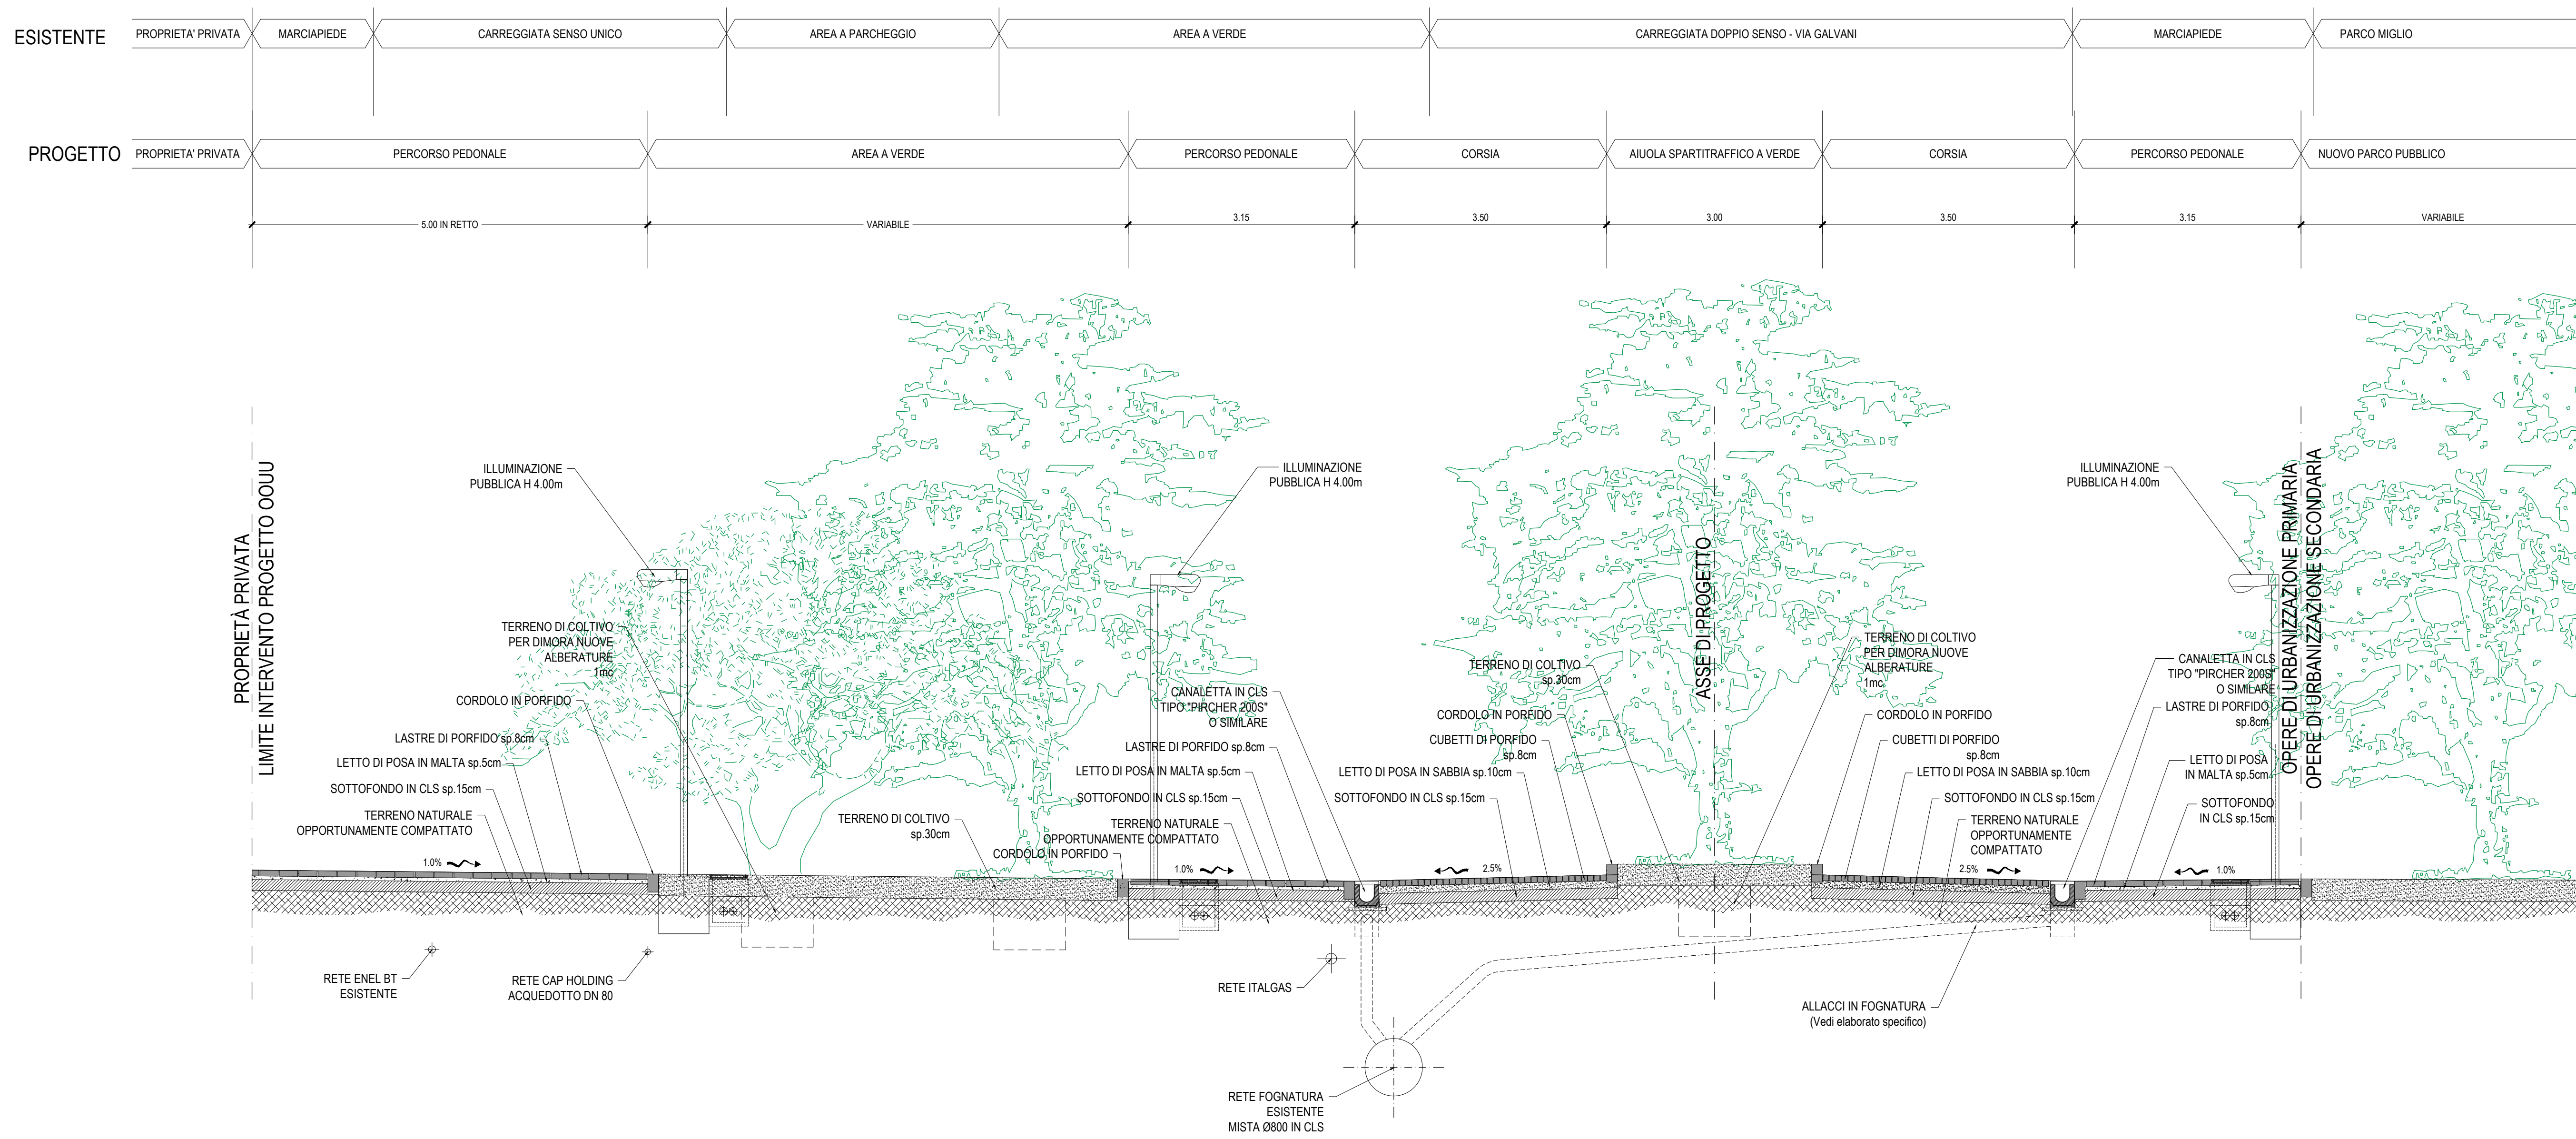 ESISTENTE
PROPRIETA' PRIVATA
MARCIAPIEDE
CARREGGIATA SENSO UNICO
AREA A PARCHEGGIO
AREA A VERDE
CARREGGIATA DOPPIO SENSO - VIA GALVANI
MARCIAPIEDE
PARCO MIGLIO
PROGETTO
PROPRIETA' PRIVATA
PERCORSO PEDONALE
AREA A VERDE
PERCORSO PEDONALE
CORSIA
AIUOLA SPARTITRAFFICO A VERDE
CORSIA
PERCORSO PEDONALE
NUOVO PARCO PUBBLICO
5.00 IN RETTO
VARIABILE
3.15
3.50
3.00
3.50
3.15
VARIABILE
PROPRIETÀ PRIVATA
LIMITE INTERVENTO PROGETTO OOUU
ILLUMINAZIONE
PUBBLICA H 4.00m
TERRENO DI COLTIVO
PER DIMORA NUOVE
ALBERATURE
1mc
CORDOLO IN PORFIDO
LASTRE DI PORFIDO sp.8cm
LETTO DI POSA IN MALTA sp.5cm
SOTTOFONDO IN CLS sp.15cm
TERRENO NATURALE
OPPORTUNAMENTE COMPATTATO
1.0%
RETE ENEL BT
ESISTENTE
RETE CAP HOLDING
ACQUEDOTTO DN 80
TERRENO DI COLTIVO
sp.30cm
ILLUMINAZIONE
PUBBLICA H 4.00m
CANALETTA IN CLS
TIPO "PIRCHER 200S"
O SIMILARE
LASTRE DI PORFIDO sp.8cm
LETTO DI POSA IN MALTA sp.5cm
SOTTOFONDO IN CLS sp.15cm
TERRENO NATURALE
OPPORTUNAMENTE COMPATTATO
CORDOLO IN PORFIDO
1.0%
RETE ITALGAS
RETE FOGNATURA
ESISTENTE
MISTA Ø800 IN CLS
TERRENO DI COLTIVO
sp.30cm
CORDOLO IN PORFIDO
CUBETTI DI PORFIDO
sp.8cm
LETTO DI POSA IN SABBIA sp.10cm
SOTTOFONDO IN CLS sp.15cm
2.5%
ASSE DI PROGETTO
TERRENO DI COLTIVO
PER DIMORA NUOVE
ALBERATURE
1mc
CORDOLO IN PORFIDO
CUBETTI DI PORFIDO
sp.8cm
LETTO DI POSA IN SABBIA sp.10cm
SOTTOFONDO IN CLS sp.15cm
TERRENO NATURALE
OPPORTUNAMENTE
COMPATTATO
2.5%
ALLACCI IN FOGNATURA
(Vedi elaborato specifico)
ILLUMINAZIONE
PUBBLICA H 4.00m
CANALETTA IN CLS
TIPO "PIRCHER 200S"
O SIMILARE
LASTRE DI PORFIDO
sp.8cm
LETTO DI POSA
IN MALTA sp.5cm
SOTTOFONDO
IN CLS sp.15cm
1.0%
OPERE DI URBANIZZAZIONE PRIMARIA
OPERE DI URBANIZZAZIONE SECONDARIA